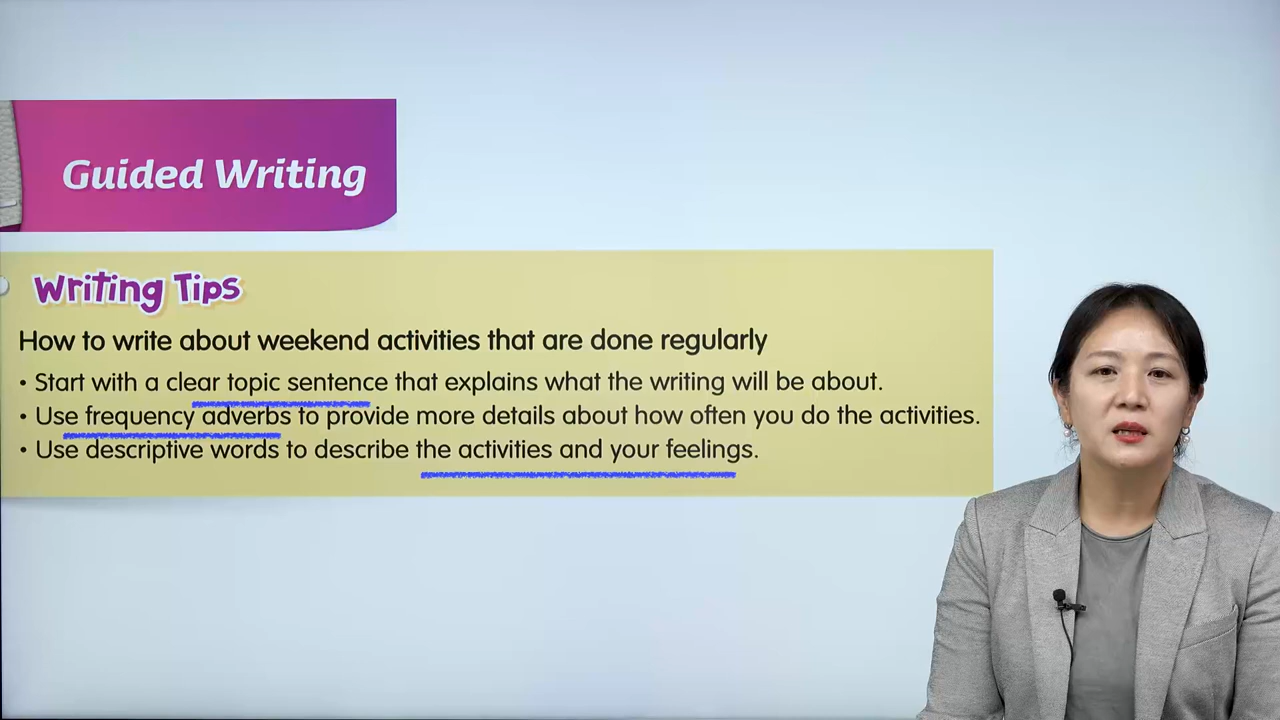 Guided Writing
Writing Tips
How to write about weekend activities that are done regularly
• Start with a clear topic sentence that explains what the writing will be about.
• Use frequency adverbs to provide more details about how often you do the activities.
• Use descriptive words to describe the activities and your feelings.